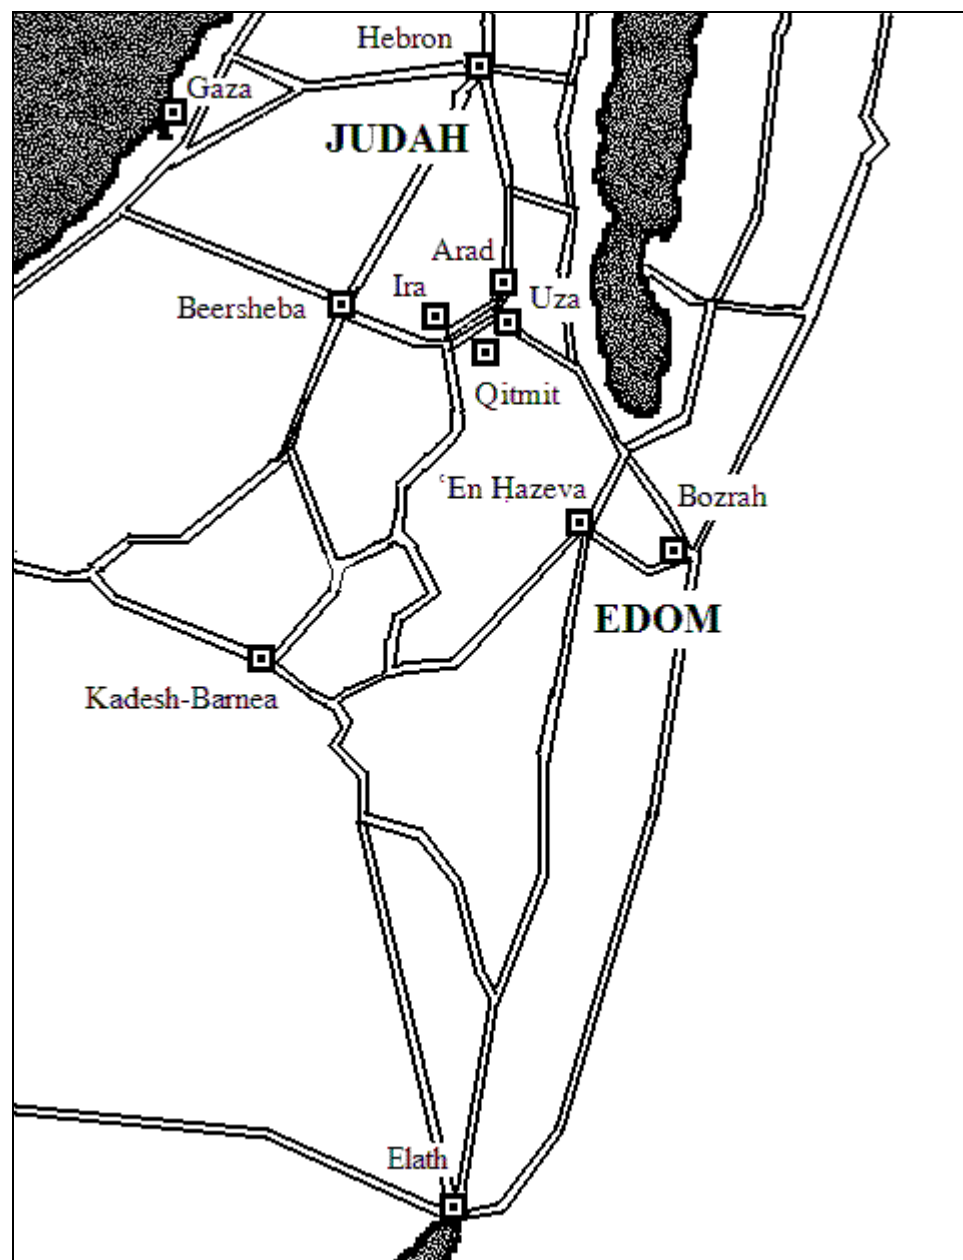 Hebron
Gaza
JUDAH
Arad
Ira
Uza
Beersheba
Qitmit
ʿEn Ḥazeva
Bozrah
EDOM
Kadesh-Barnea
Elath